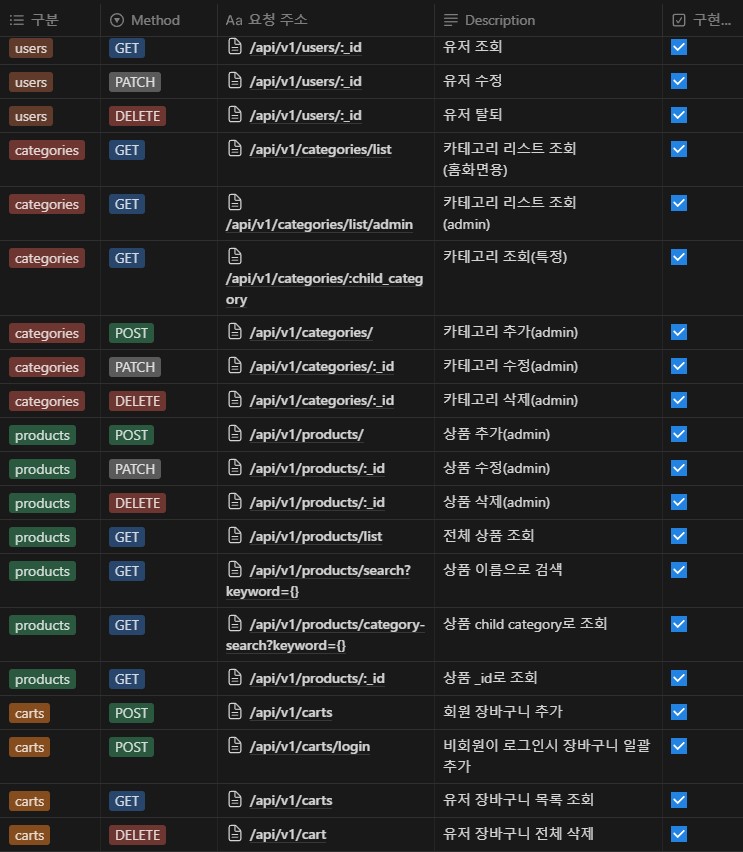 구분 Method Aa 요청 주소 Description 구현...
users GET /api/v1/users/:_id 유저 조회
users PATCH /api/v1/users/:_id 유저 수정
users DELETE /api/v1/users/:_id 유저 탈퇴
categories GET /api/v1/categories/list 카테고리 리스트 조회
(홈화면용)
categories GET 카테고리 리스트 조회
/api/v1/categories/list/admin (admin)
categories GET 카테고리 조회(특정)
/api/v1/categories/:child_categ
ory
categories POST /api/v1/categories/ 카테고리 추가(admin)
categories PATCH /api/v1/categories/:_id 카테고리 수정(admin)
categories DELETE /api/v1/categories/:_id 카테고리 삭제(admin)
products POST /api/v1/products/ 상품 추가(admin)
products PATCH /api/v1/products/:_id 상품 수정(admin)
products DELETE /api/v1/products/:_id 상품 삭제(admin)
products GET /api/v1/products/list 전체 상품 조회
products GET /api/v1/products/search? 상품 이름으로 검색
keyword={}
products GET /api/v1/products/category- 상품 child category로 조회
search?keyword={}
products GET /api/v1/products/:_id 상품 _id로 조회
carts POST /api/v1/carts 회원 장바구니 추가
carts POST /api/v1/carts/login 비회원이 로그인시 장바구니 일괄
추가
carts GET /api/v1/carts 유저 장바구니 목록 조회
carts DELETE /api/v1/cart 유저 장바구니 전체 삭제